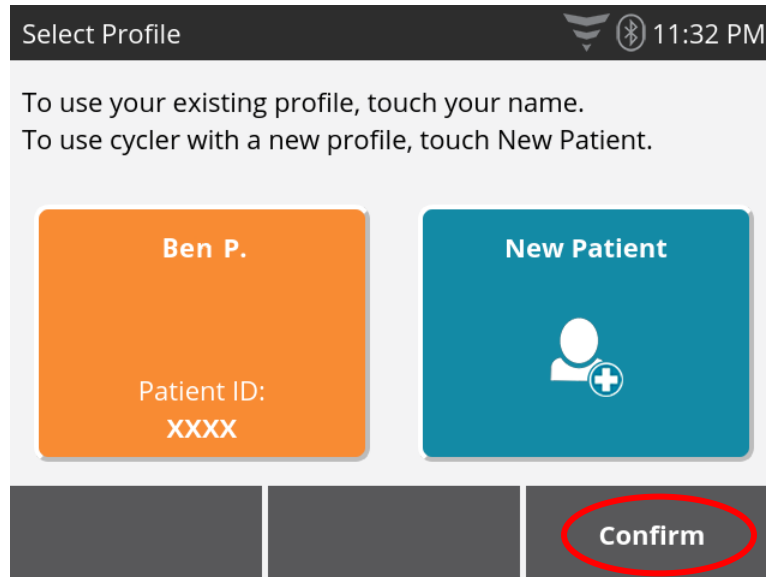 Select Profile
11:32 PM
To use your existing profile, touch your name.
To use cycler with a new profile, touch New Patient.
Ben P.
Patient ID:
XXXX
New Patient
Confirm